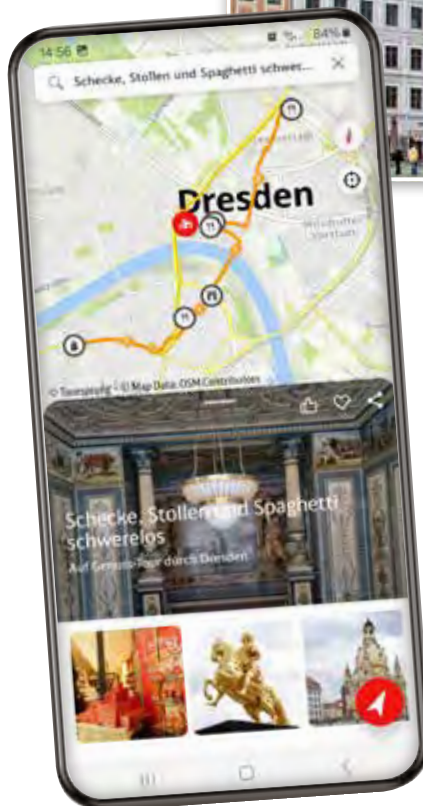 14:56
84%
Schecke, Stollen und Spaghetti schwer...
Dresden
© Toursprung - © Map Data: OSM Contributors
Schecke, Stollen und Spaghetti
schwerelos
Auf Genuss-Tour durch Dresden